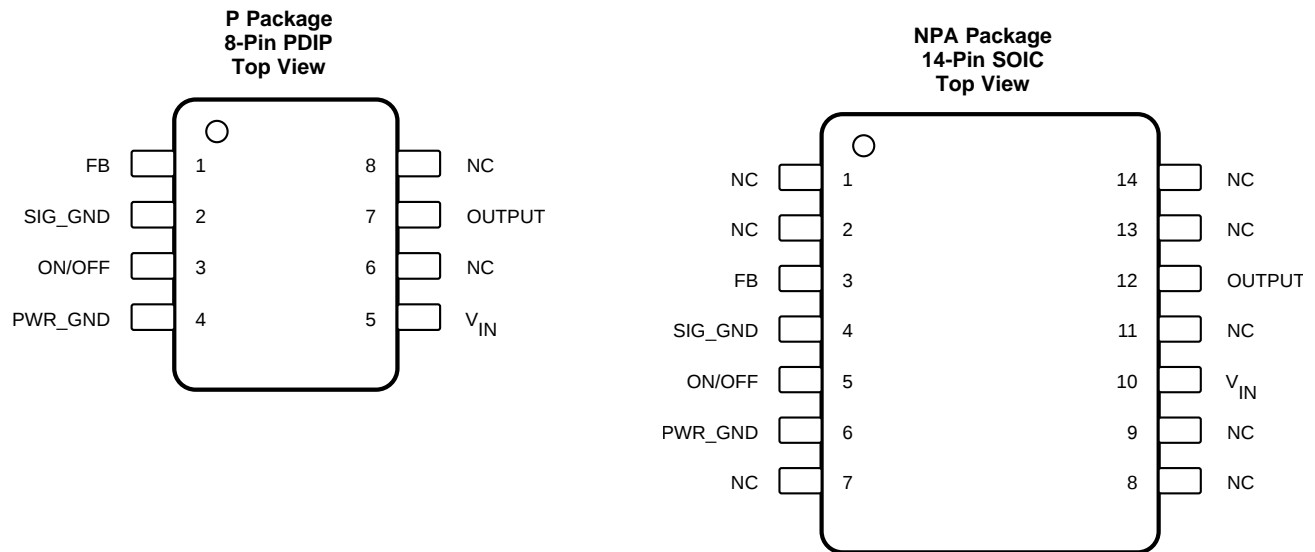 P Package
8-Pin PDIP
Top View
FB 1 8 NC
SIG_GND 2 7 OUTPUT
ON/OFF 3 6 NC
PWR_GND 4 5 VIN
NPA Package
14-Pin SOIC
Top View
NC 1 14 NC
NC 2 13 NC
FB 3 12 OUTPUT
SIG_GND 4 11 NC
ON/OFF 5 10 VIN
PWR_GND 6 9 NC
NC 7 8 NC